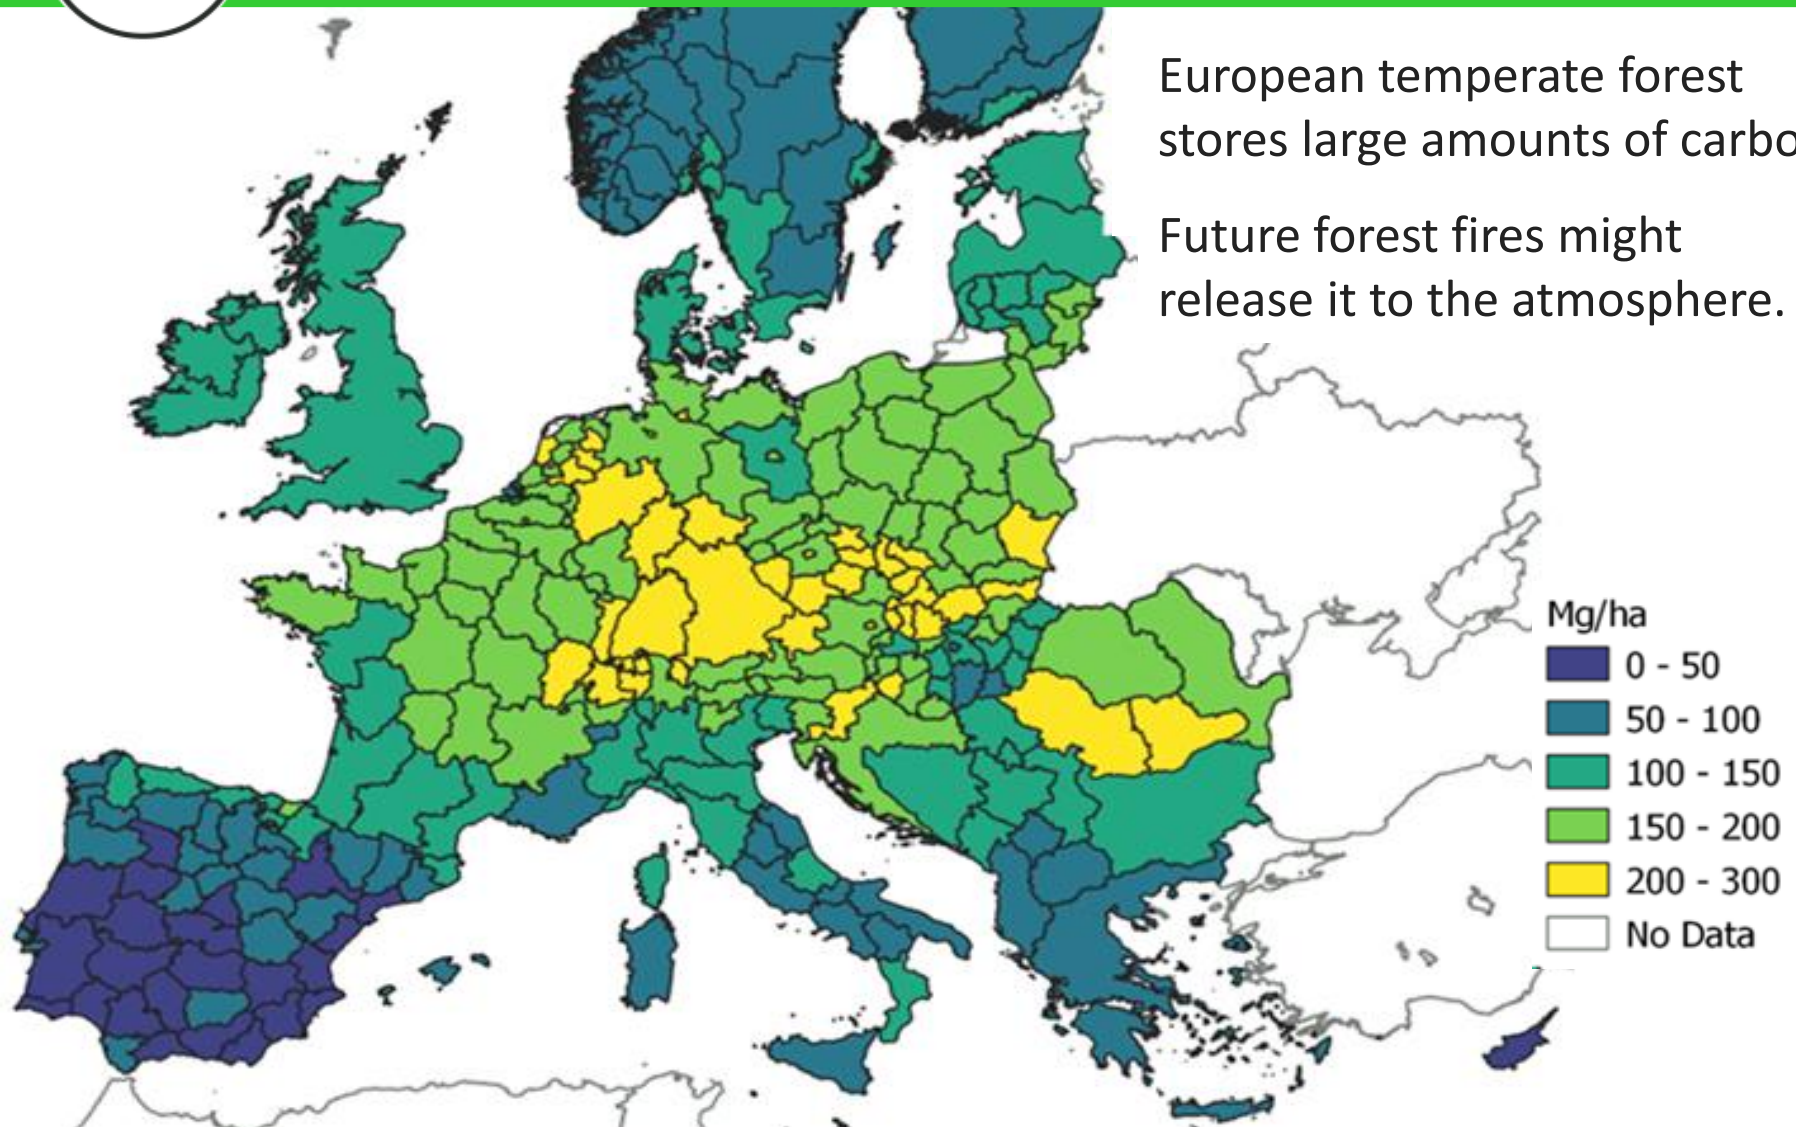 European temperate forest
stores large amounts of carbo
Future forest fires might
release it to the atmosphere.
Mg/ha
0 - 50
50 - 100
100 - 150
150 - 200
200 - 300
No Data